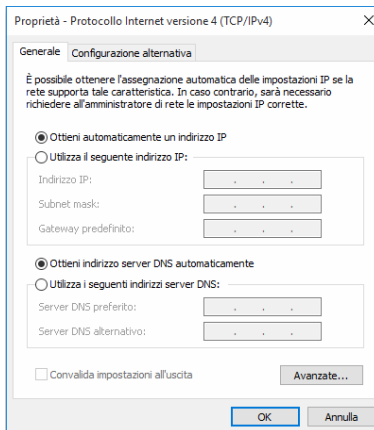 Proprietà - Protocollo Internet versione 4 (TCP/IPv4)
Generale
Configurazione alternativa
È possibile ottenere l'assegnazione automatica delle impostazioni IP se la
rete supporta tale caratteristica. In caso contrario, sarà necessario
richiedere all'amministratore di rete le impostazioni IP corrette.
Ottieni automaticamente un indirizzo IP
Utilizza il seguente indirizzo IP:
Indirizzo IP:
Subnet mask:
Gateway predefinito:
Ottieni indirizzo server DNS automaticamente
Utilizza i seguenti indirizzi server DNS:
Server DNS preferito:
Server DNS alternativo:
Convalida impostazioni all'uscita
Avanzate...
OK
Annulla